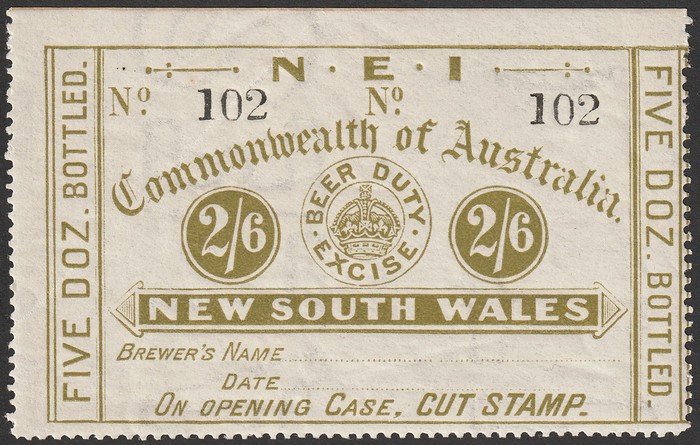 N·E·I
Nº 102 Nº 102
Commonwealth of Australia.
2/6 BEER DUTY · EXCISE · 2/6
NEW SOUTH WALES
BREWER'S NAME
DATE
ON OPENING CASE, CUT STAMP.
FIVE DOZ. BOTTLED.
FIVE DOZ. BOTTLED.